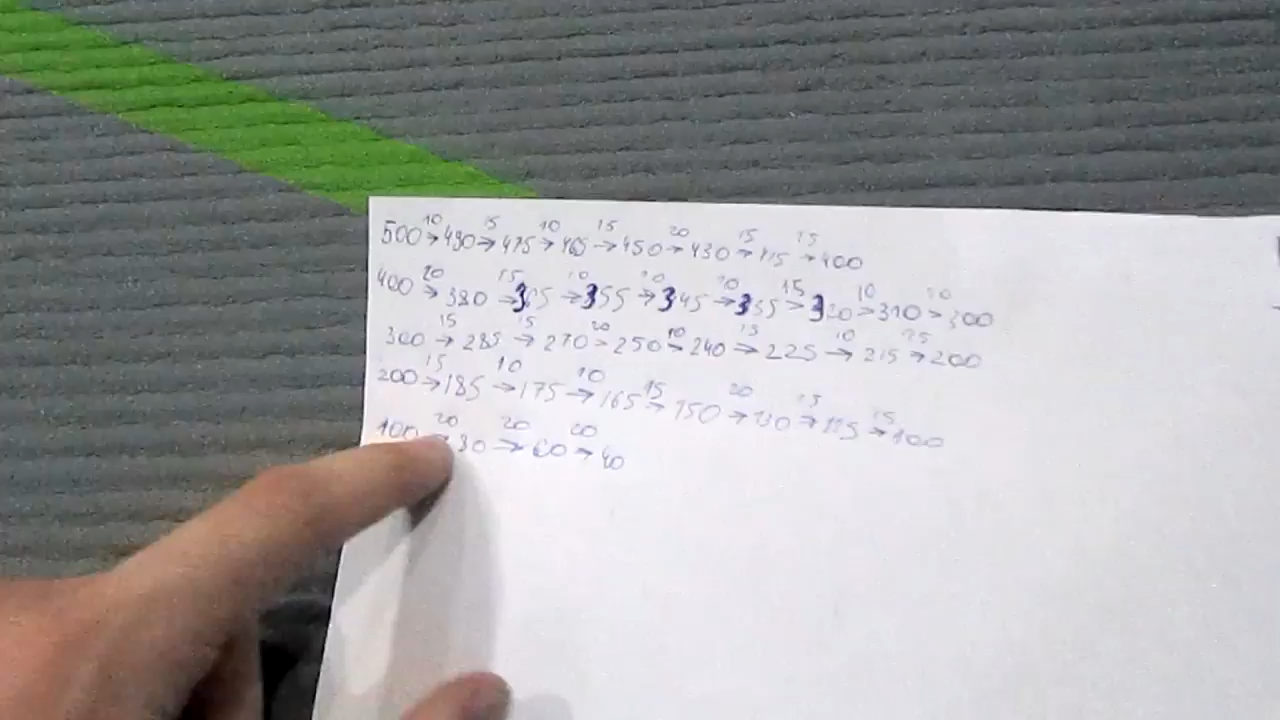 500 →10 490 →15 475 →10 465 →15 450 →20 430 →15 415 →15 400
400 →20 380 →15 365 →10 355 →10 345 →10 335 →15 320 →10 310 →10 300
300 →15 285 →15 270 →20 250 →10 240 →15 225 →10 215 →15 200
200 →15 185 →10 175 →10 165 →15 150 →20 130 →15 115 →15 100
100 →20 80 →20 60 →20 40